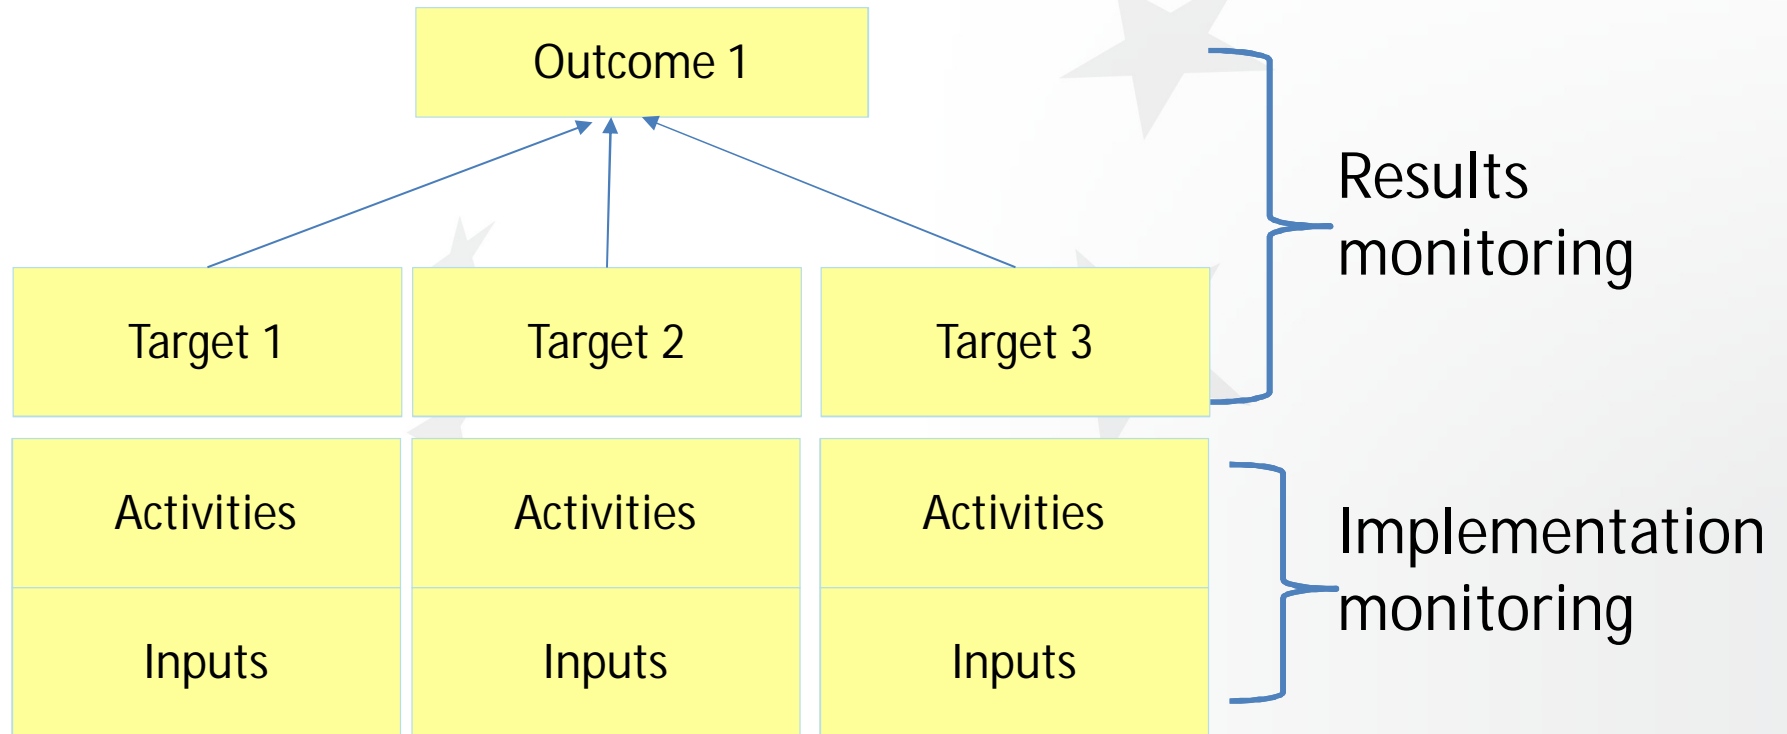 Outcome 1
Results
monitoring
Target 1
Target 2
Target 3
Activities
Activities
Activities
Implementation
monitoring
Inputs
Inputs
Inputs